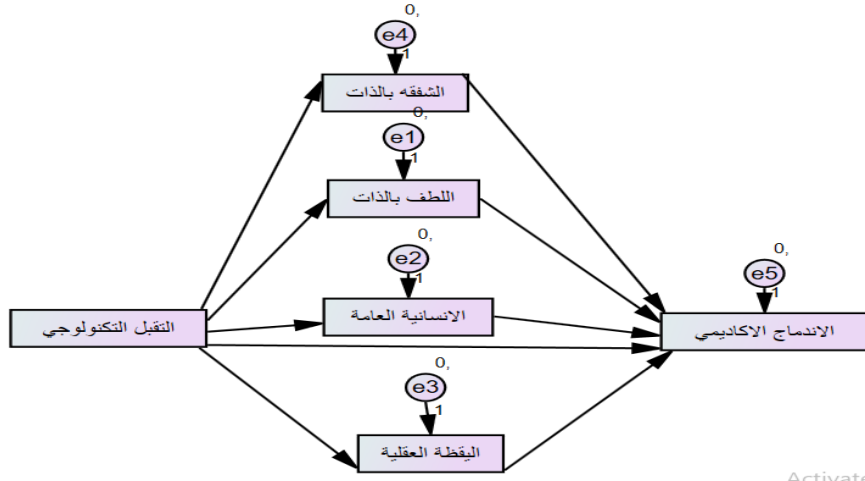 0,
e4
1
الشفقه بالذات
0,
e1
1
اللطف بالذات
0,
e2
1
الانسانية العامة
0,
e5
1
التقبل التكنولوجي
الاندماج الاكاديمي
0,
e3
1
اليقظة العقلية
Activate